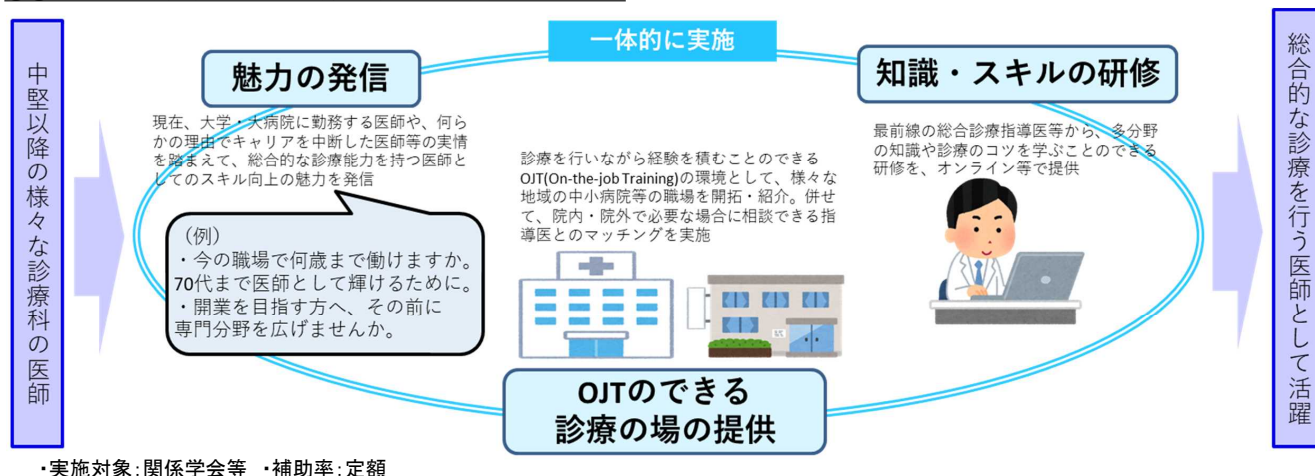 一体的に実施
中堅以降の様々な診療科の医師
魅力の発信
現在、大学・大病院に勤務する医師や、何ら
かの理由でキャリアを中断した医師等の実情
を踏まえて、総合的な診療能力を持つ医師と
してのスキル向上の魅力を発信
(例)
・今の職場で何歳まで働けますか。
70代まで医師として輝けるために。
・開業を目指す方へ、その前に
専門分野を広げませんか。
診療を行いながら経験を積むことのできる
OJT(On-the-job Training)の環境として、様々な
地域の中小病院等の職場を開拓・紹介。併せ
て、院内・院外で必要な場合に相談できる指
導医とのマッチングを実施
OJTのできる
診療の場の提供
知識・スキルの研修
最前線の総合診療指導医等から、多分野
の知識や診療のコツを学ぶことのできる
研修を、オンライン等で提供
総合的な診療を行う医師として活躍
・実施対象:関係学会等 ・補助率:定額